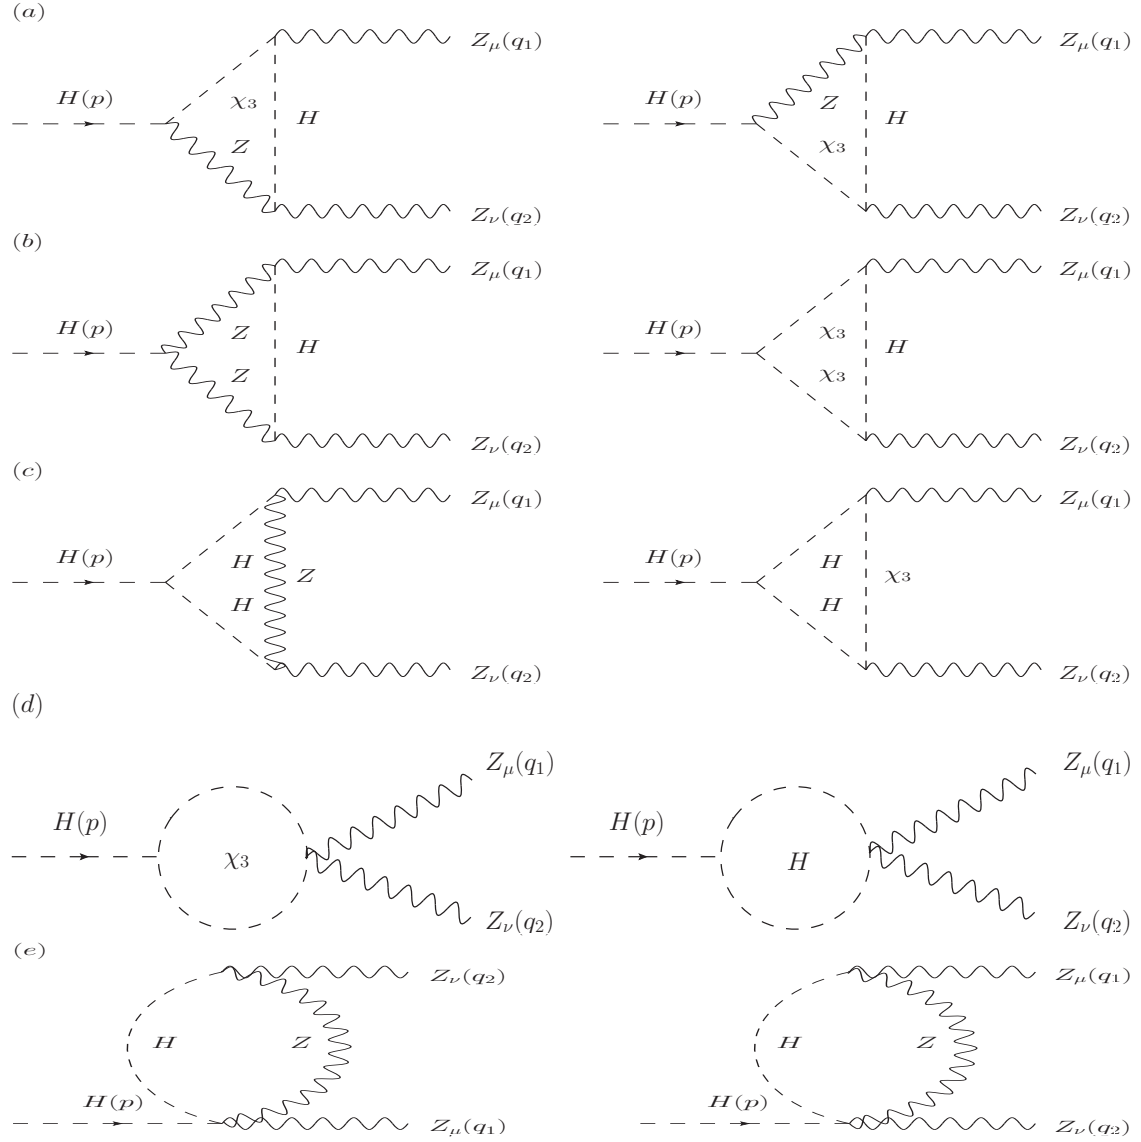 (a)
Z_μ(q_1) Z_μ(q_1)
H(p) χ_3 H H(p) Z H
Z χ_3
Z_ν(q_2) Z_ν(q_2)
(b)
Z_μ(q_1) Z_μ(q_1)
H(p) Z H H(p) χ_3 H
Z χ_3
Z_ν(q_2) Z_ν(q_2)
(c)
Z_μ(q_1) Z_μ(q_1)
H(p) H Z H(p) H χ_3
H H
Z_ν(q_2) Z_ν(q_2)
(d)
Z_μ(q_1) Z_μ(q_1)
H(p) χ_3 H(p) H
Z_ν(q_2) Z_ν(q_2)
(e)
Z_ν(q_2) Z_μ(q_1)
H Z H Z
H(p) Z_μ(q_1) H(p) Z_ν(q_2)